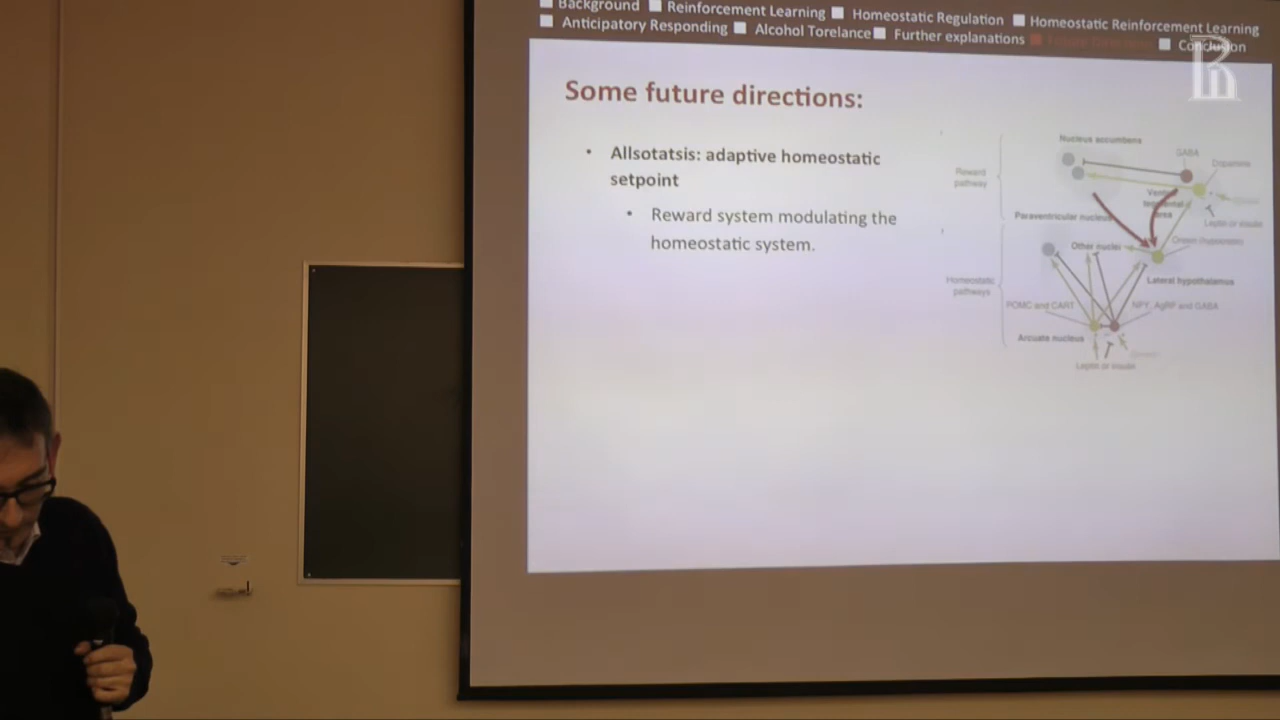 Background Reinforcement Learning Homeostatic Regulation Homeostatic Reinforcement Learning
Anticipatory Responding Alcohol Torelance Further explanations Future Directions Conclusion
Some future directions:
• Allsotatsis: adaptive homeostatic
setpoint
• Reward system modulating the
homeostatic system.
Nucleus accumbens
GABA
Dopamine
Reward
pathway
Ventral
tegmental
area
Paraventricular nucleus
Leptin or insulin
Other nuclei
Orexin (hypocretin)
Homeostatic
pathways
Lateral hypothalamus
POMC and CART
NPY, AgRP and GABA
Arcuate nucleus
Leptin or insulin